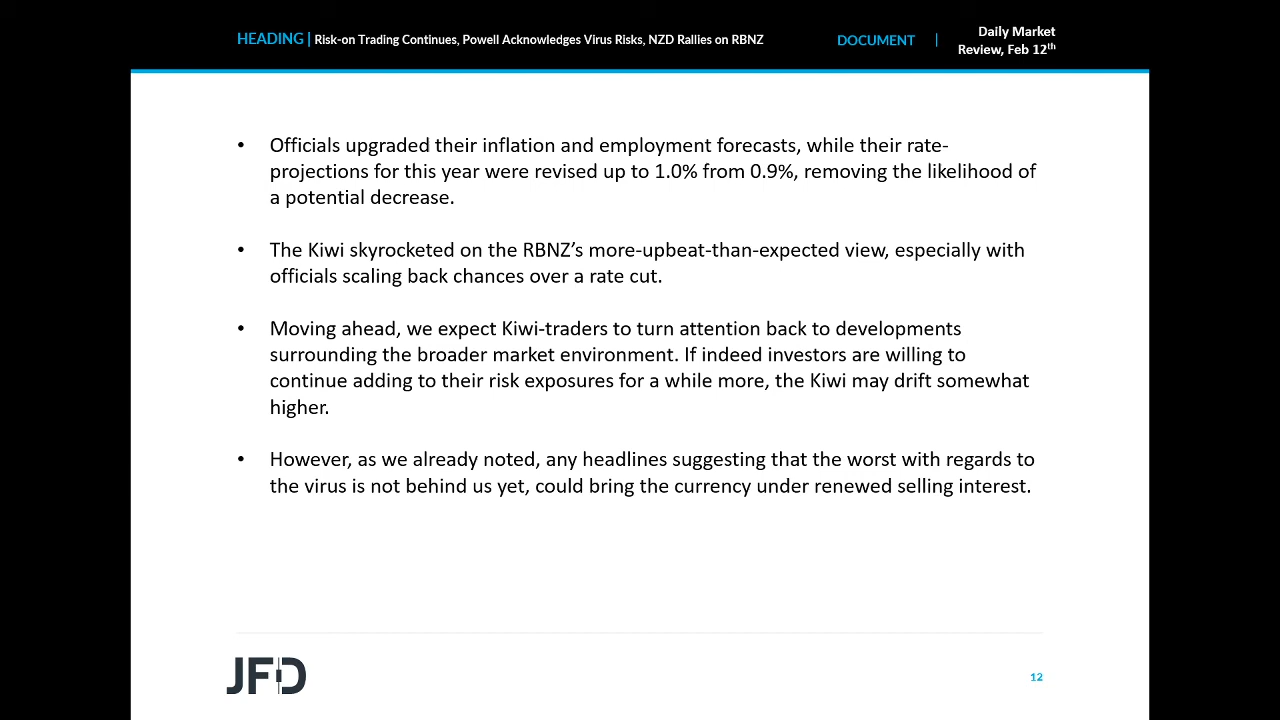 HEADING | Risk-on Trading Continues, Powell Acknowledges Virus Risks, NZD Rallies on RBNZ
DOCUMENT |
Daily Market
Review, Feb 12th
• Officials upgraded their inflation and employment forecasts, while their rate-
projections for this year were revised up to 1.0% from 0.9%, removing the likelihood of
a potential decrease.
• The Kiwi skyrocketed on the RBNZ’s more-upbeat-than-expected view, especially with
officials scaling back chances over a rate cut.
• Moving ahead, we expect Kiwi-traders to turn attention back to developments
surrounding the broader market environment. If indeed investors are willing to
continue adding to their risk exposures for a while more, the Kiwi may drift somewhat
higher.
• However, as we already noted, any headlines suggesting that the worst with regards to
the virus is not behind us yet, could bring the currency under renewed selling interest.
JFD
12